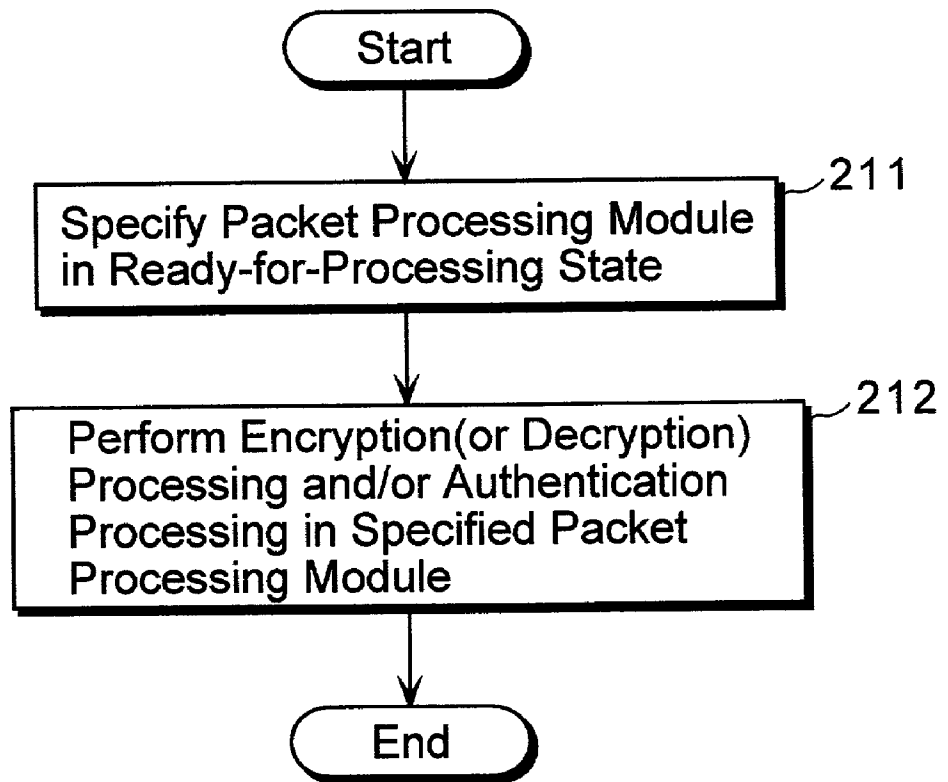 Start
211
Specify Packet Processing Module
in Ready-for-Processing State
212
Perform Encryption(or Decryption)
Processing and/or Authentication
Processing in Specified Packet
Processing Module
End